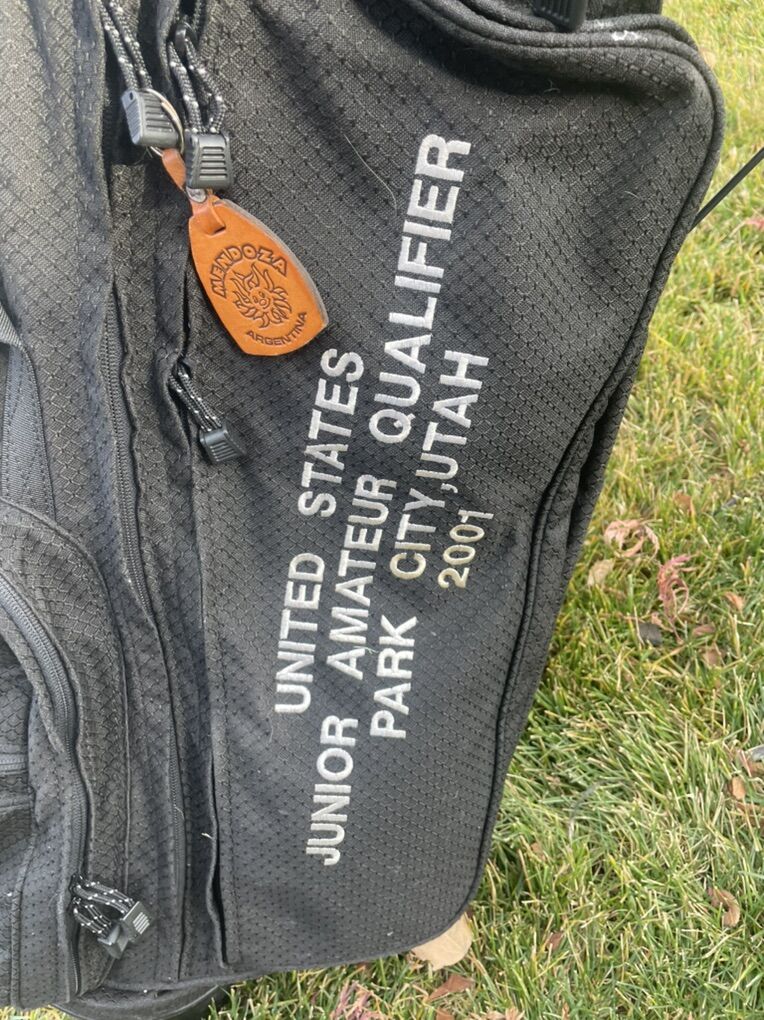 MENDOZA
ARGENTINA
UNITED STATES
JUNIOR AMATEUR QUALIFIER
PARK CITY,UTAH
2001